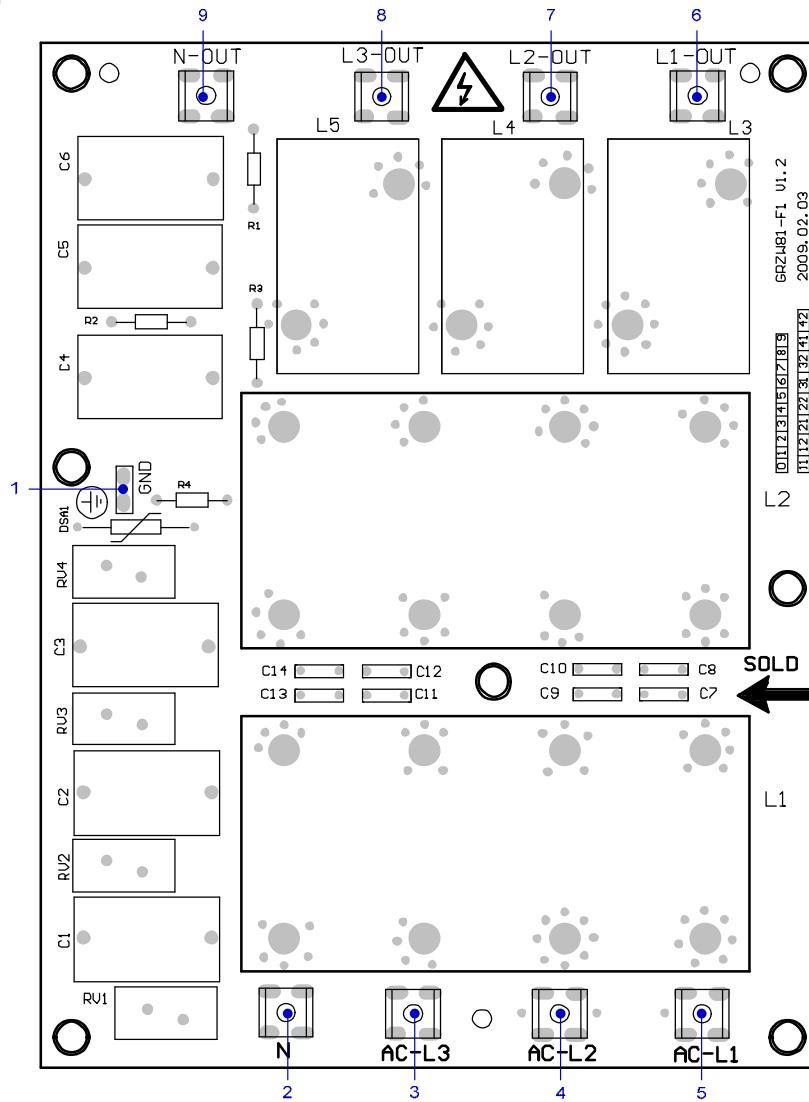 9
8
7
6
N-OUT
L3-OUT
L2-OUT
L1-OUT
L5
L4
L3
C6
R1
GRZW81-F1 V1.2
2009.02.03
C5
R3
R2
C4
0 1 2 3 4 5 6 7 8 9
11 12 21 22 31 32 41 42
1
GND
R4
L2
DSA1
RV4
C3
C14
C12
C10
C8
SOLD
C13
C11
C9
C7
RV3
C2
L1
RV2
C1
RV1
N
AC-L3
AC-L2
AC-L1
2
3
4
5